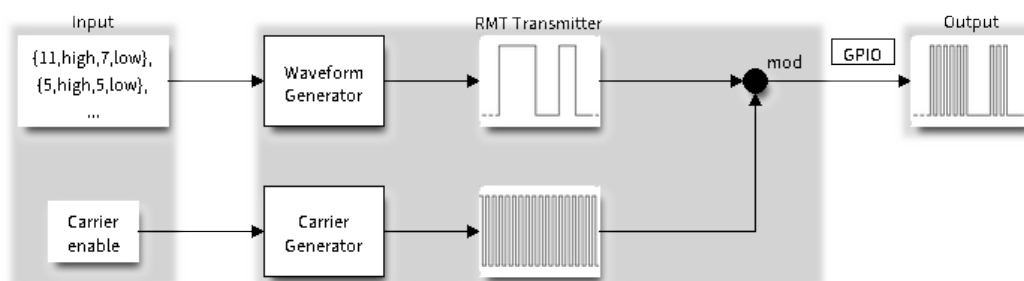 Input
RMT Transmitter
Output
{11,high,7,low},
{5,high,5,low},
...
Waveform
Generator
mod
GPIO
Carrier
enable
Carrier
Generator